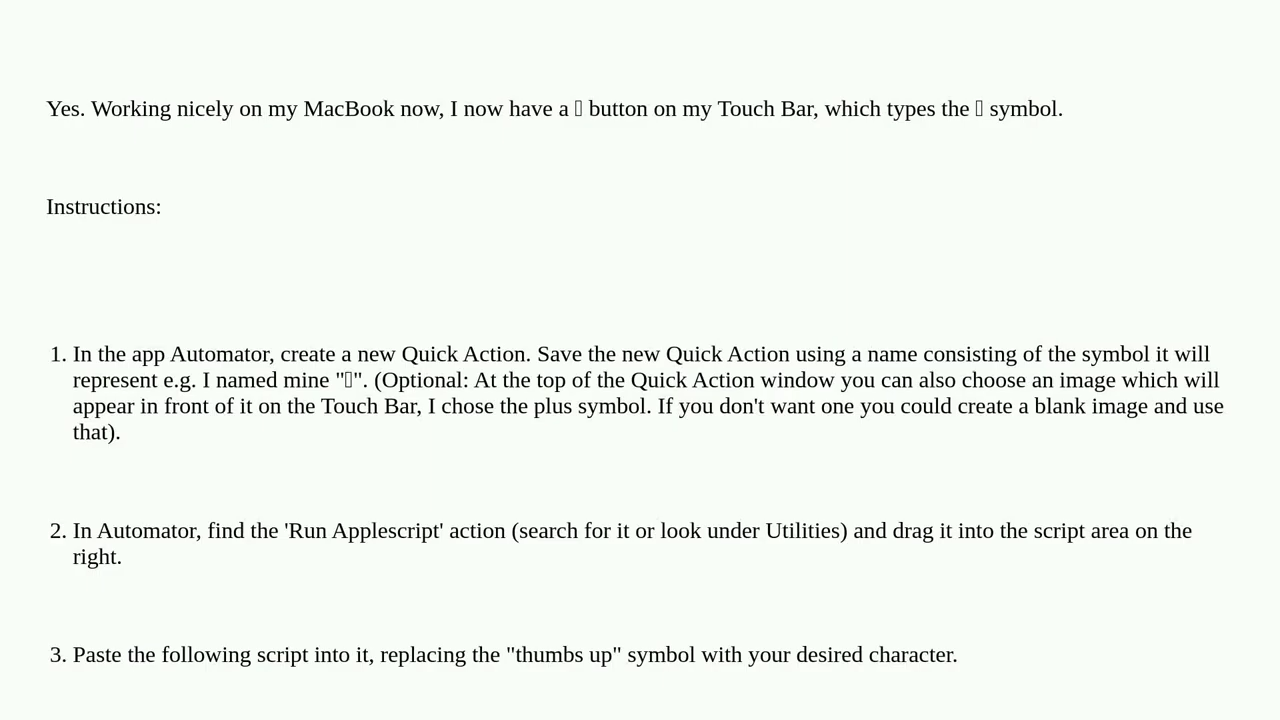 Yes. Working nicely on my MacBook now, I now have a ▯ button on my Touch Bar, which types the ▯ symbol.
Instructions:
1. In the app Automator, create a new Quick Action. Save the new Quick Action using a name consisting of the symbol it will
represent e.g. I named mine "▯". (Optional: At the top of the Quick Action window you can also choose an image which will
appear in front of it on the Touch Bar, I chose the plus symbol. If you don't want one you could create a blank image and use
that).
2. In Automator, find the 'Run Applescript' action (search for it or look under Utilities) and drag it into the script area on the
right.
3. Paste the following script into it, replacing the "thumbs up" symbol with your desired character.